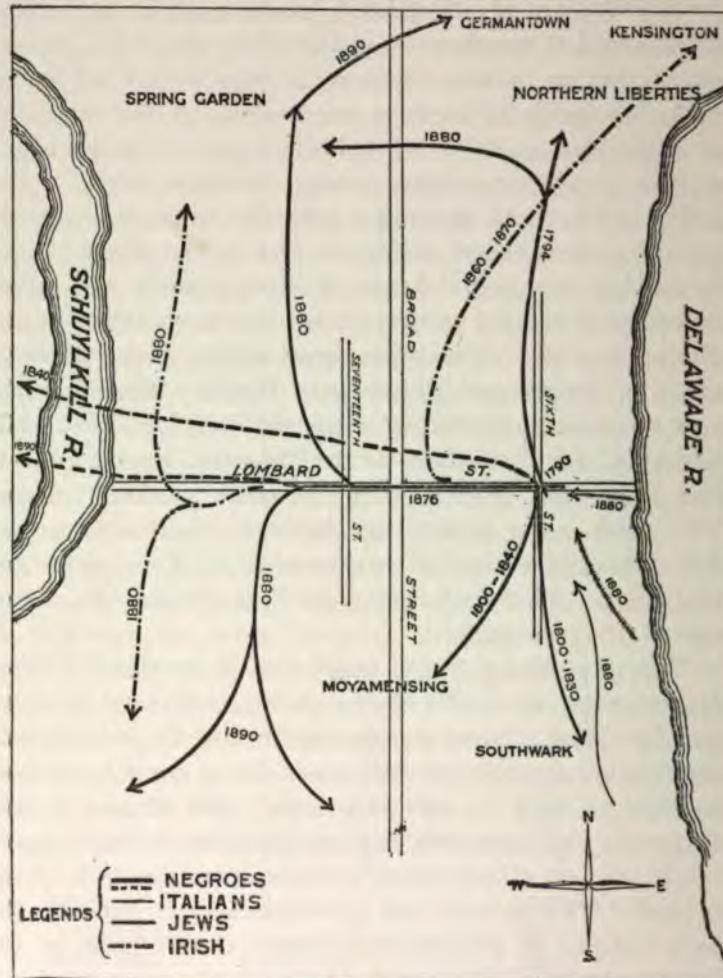 GERMANTOWN
KENSINGTON
1890
SPRING GARDEN
NORTHERN LIBERTIES
1880
1860-1870
1794
BROAD
SCHUYLKILL R.
DELAWARE R.
1880
1880
SEVENTEENTH
SIXTH
1840
1890
LOMBARD
ST.
1790
1876
1880
ST.
ST.
1880
1880
1800-1840
1880
STREET
1800-1830
1880
MOYAMENSING
1890
SOUTHWARK
N
W
E
S
LEGENDS
NEGROES
ITALIANS
JEWS
IRISH